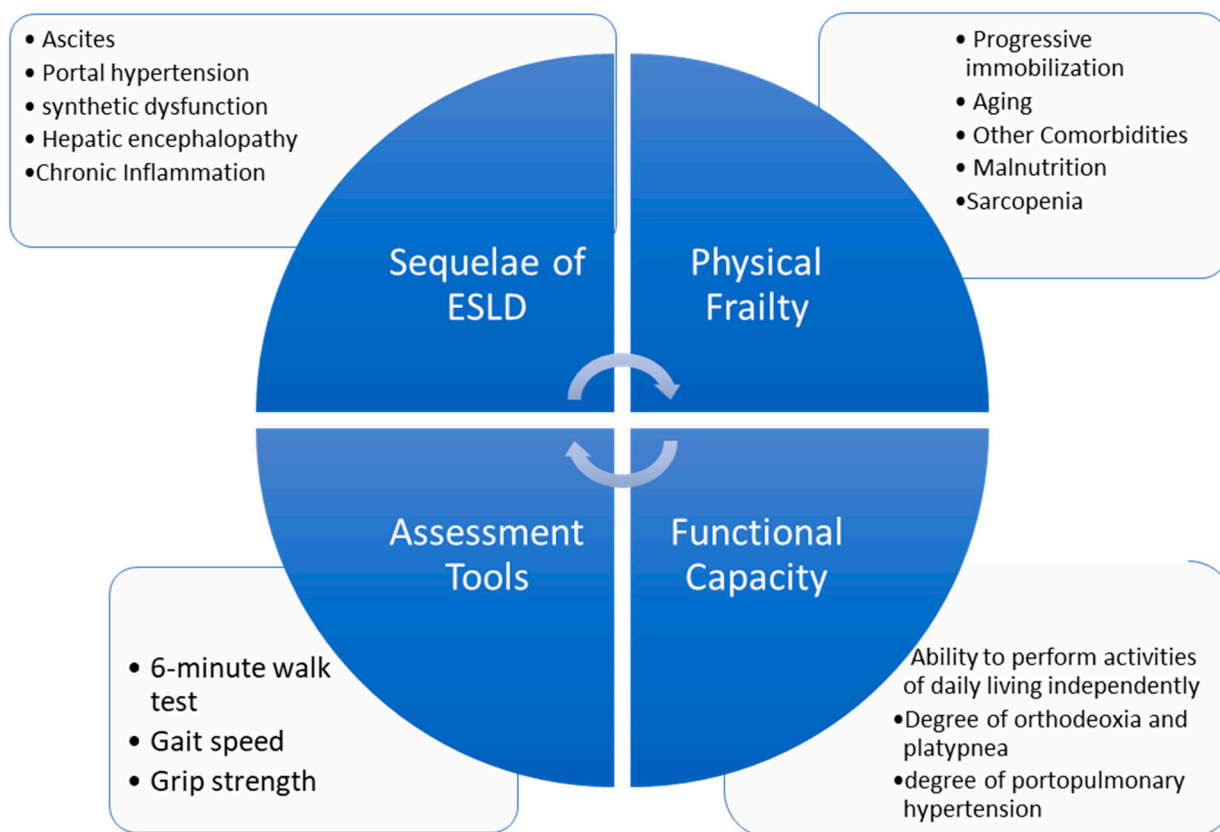 • Ascites
• Portal hypertension
• synthetic dysfunction
• Hepatic encephalopathy
•Chronic Inflammation
• Progressive
immobilization
• Aging
• Other Comorbidities
• Malnutrition
•Sarcopenia
Sequelae of
ESLD
Physical
Frailty
Assessment
Tools
Functional
Capacity
• 6-minute walk
test
• Gait speed
• Grip strength
Ability to perform activities
of daily living independently
•Degree of orthodeoxia and
platypnea
•degree of portopulmonary
hypertension